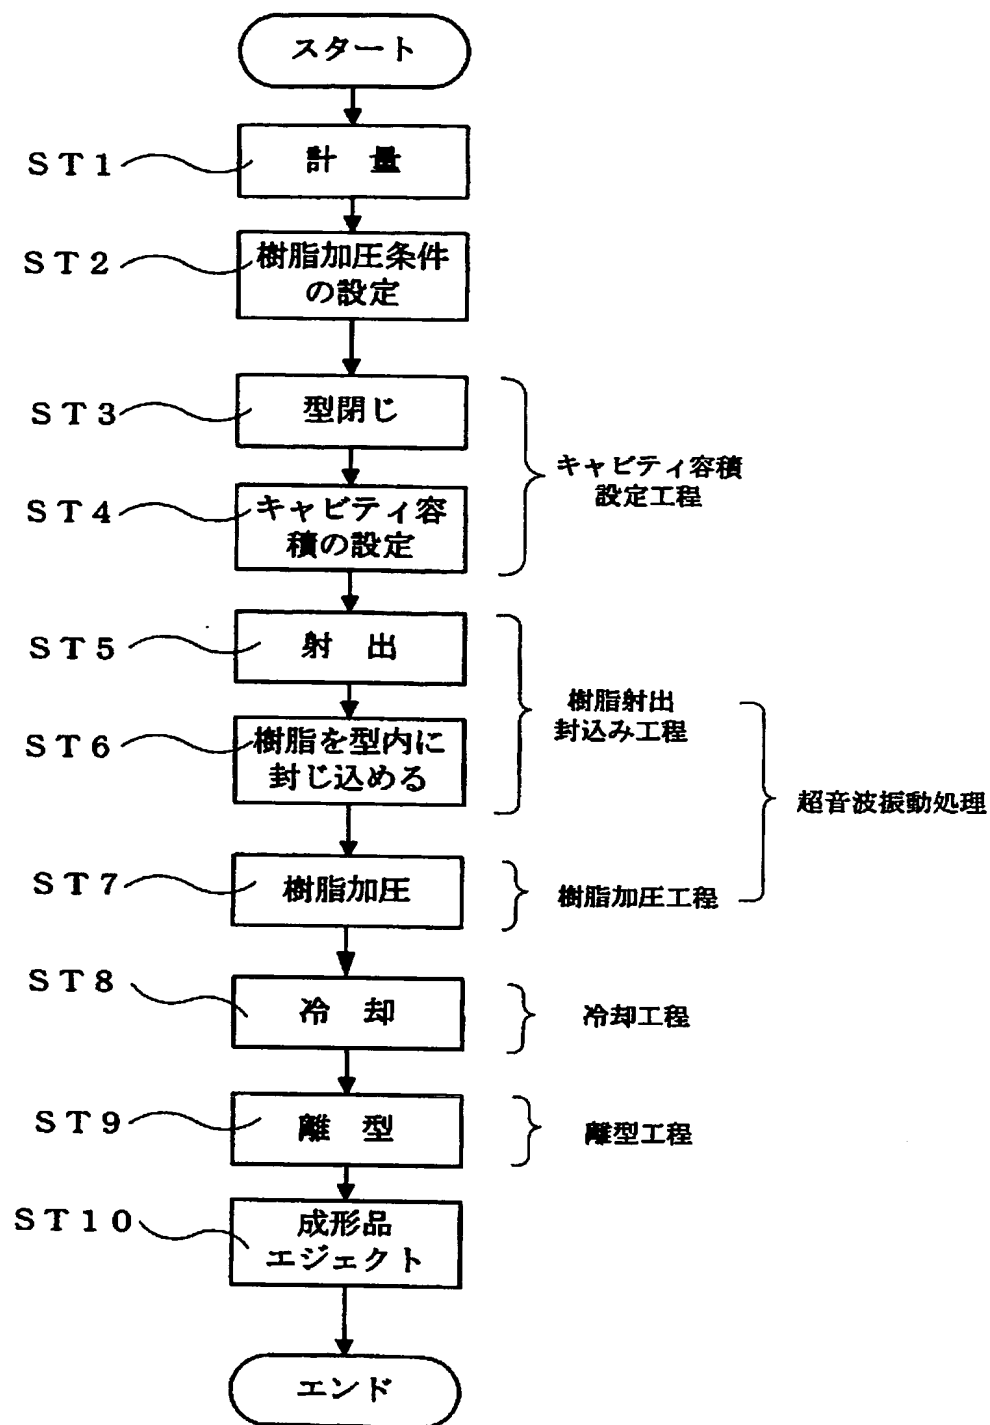 スタート
ST1
計 量
ST2
樹脂加圧条件
の設定
ST3
型閉じ
ST4
キャビティ容
積の設定
キャビティ容積
設定工程
ST5
射 出
ST6
樹脂を型内に
封じ込める
樹脂射出
封込み工程
超音波振動処理
ST7
樹脂加圧
樹脂加圧工程
ST8
冷 却
冷却工程
ST9
離 型
離型工程
ST10
成形品
エジェクト
エンド